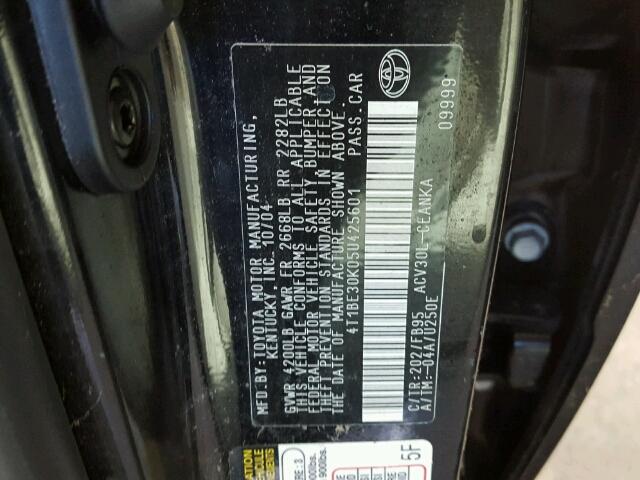 MFD.BY:TOYOTA MOTOR MANUFACTURING,
KENTUCKY, INC. 10/04
GVWR 4200LB GAWR FR 2668LB RR 2282LB
THIS VEHICLE CONFORMS TO ALL APPLICABLE
FEDERAL MOTOR VEHICLE SAFETY, BUMPER, AND
THEFT PREVENTION STANDARDS IN EFFECT ON
THE DATE OF MANUFACTURE SHOWN ABOVE.
4T1BE30K05U425601 PASS.CAR
C/TR:202/FB95 ACV30L-CEANKA
A/TM:-04A/U250E
09999
5F